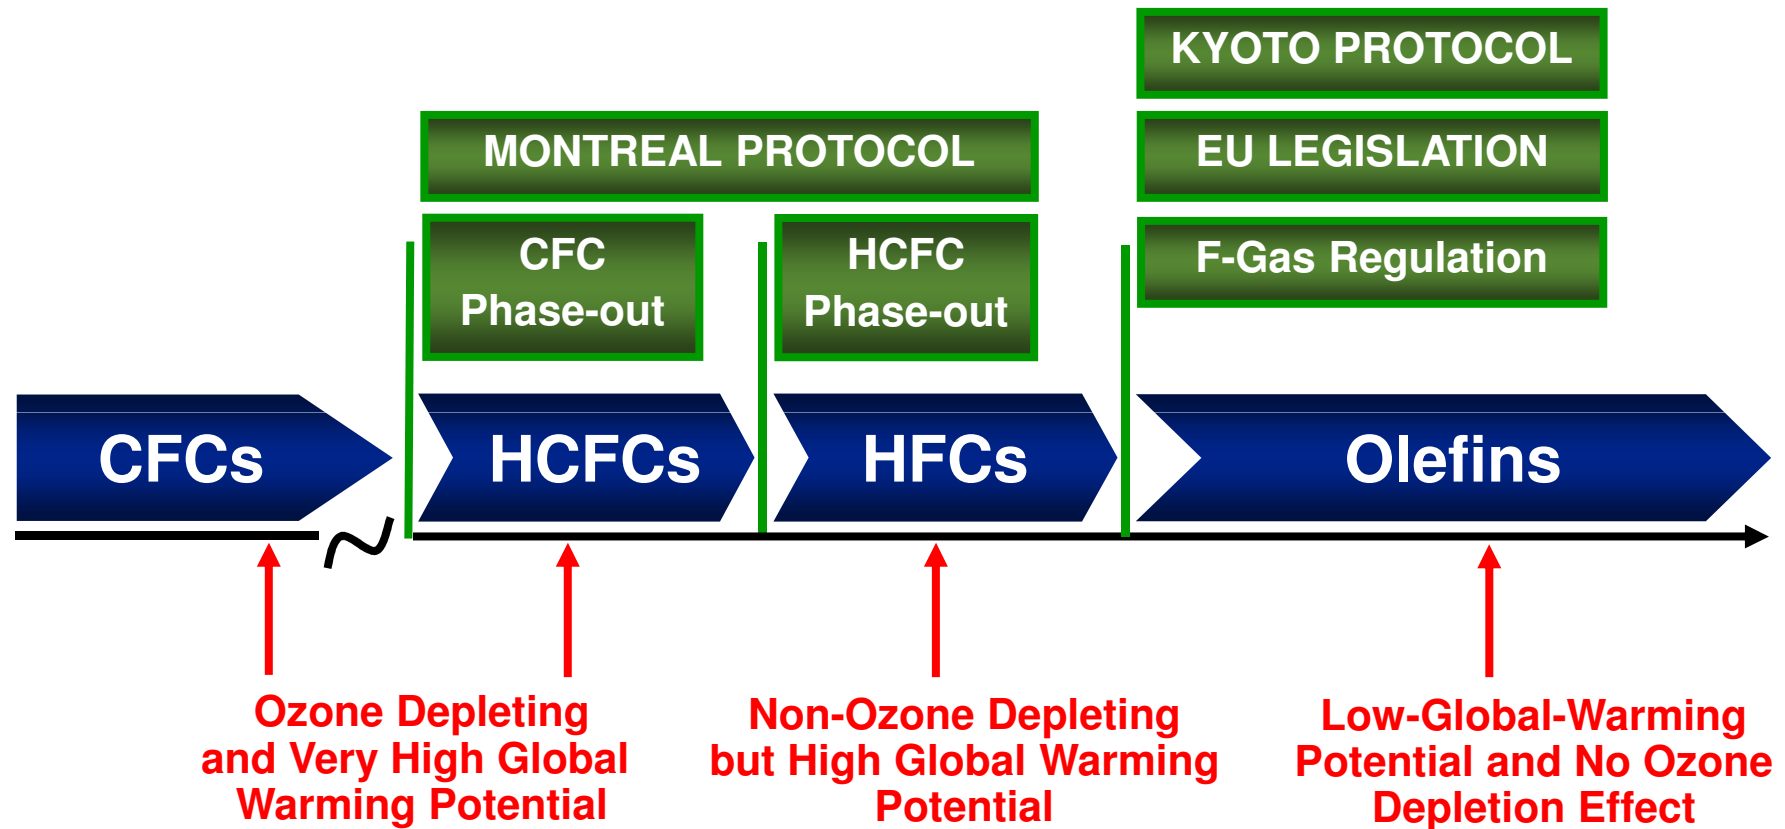 KYOTO PROTOCOL
MONTREAL PROTOCOL
EU LEGISLATION
CFC
Phase-out
HCFC
Phase-out
F-Gas Regulation
CFCs
HCFCs
HFCs
Olefins
Ozone Depleting
and Very High Global
Warming Potential
Non-Ozone Depleting
but High Global Warming
Potential
Low-Global-Warming
Potential and No Ozone
Depletion Effect